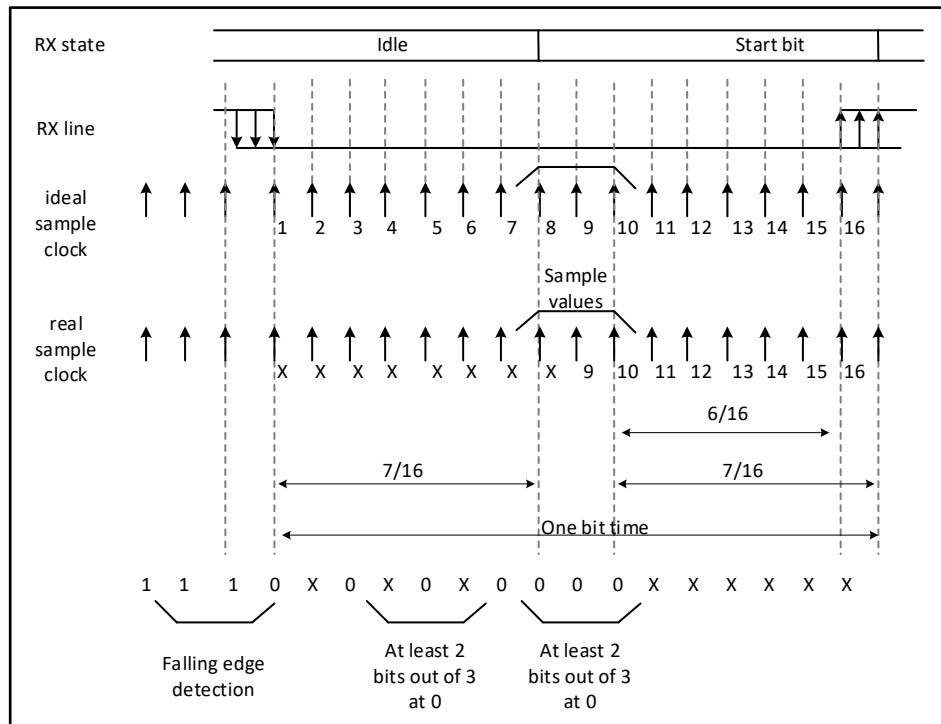 RX state
Idle
Start bit
RX line
ideal
sample
clock
1 2 3 4 5 6 7 8 9 10 11 12 13 14 15 16
Sample
values
real
sample
clock
X X X X X X X X 9 10 11 12 13 14 15 16
6/16
7/16
7/16
One bit time
1 1 1 0 X 0 X 0 X 0 0 0 0 X X X X X X
Falling edge
detection
At least 2
bits out of 3
at 0
At least 2
bits out of 3
at 0